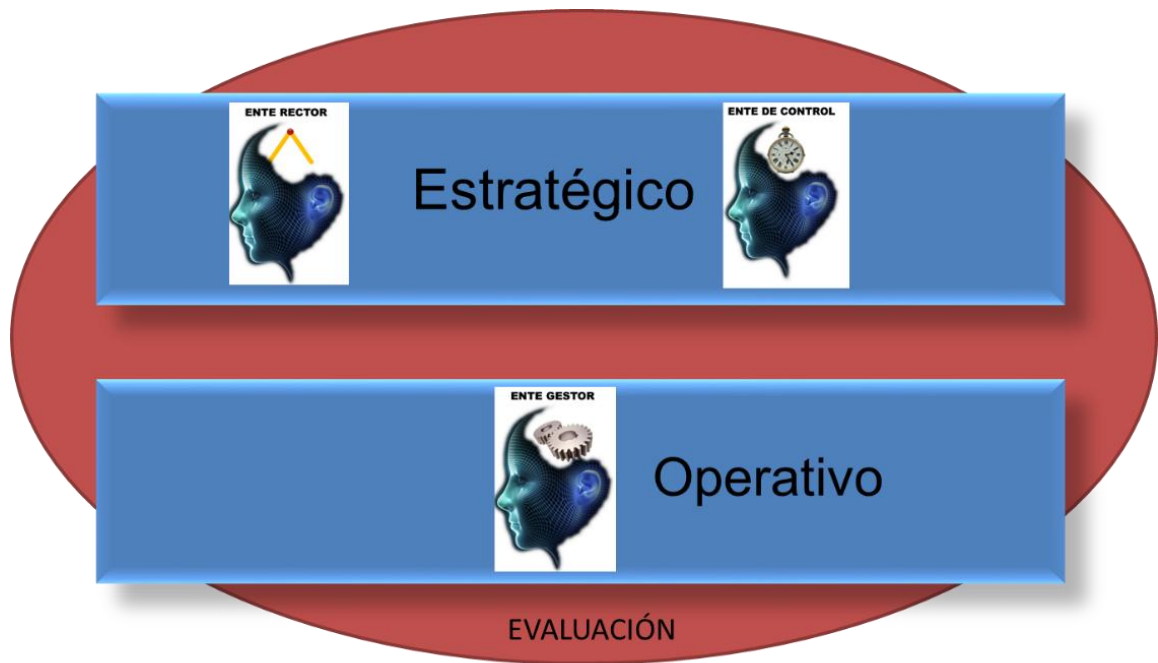 ENTE RECTOR
ENTE DE CONTROL
Estratégico
ENTE GESTOR
Operativo
EVALUACIÓN